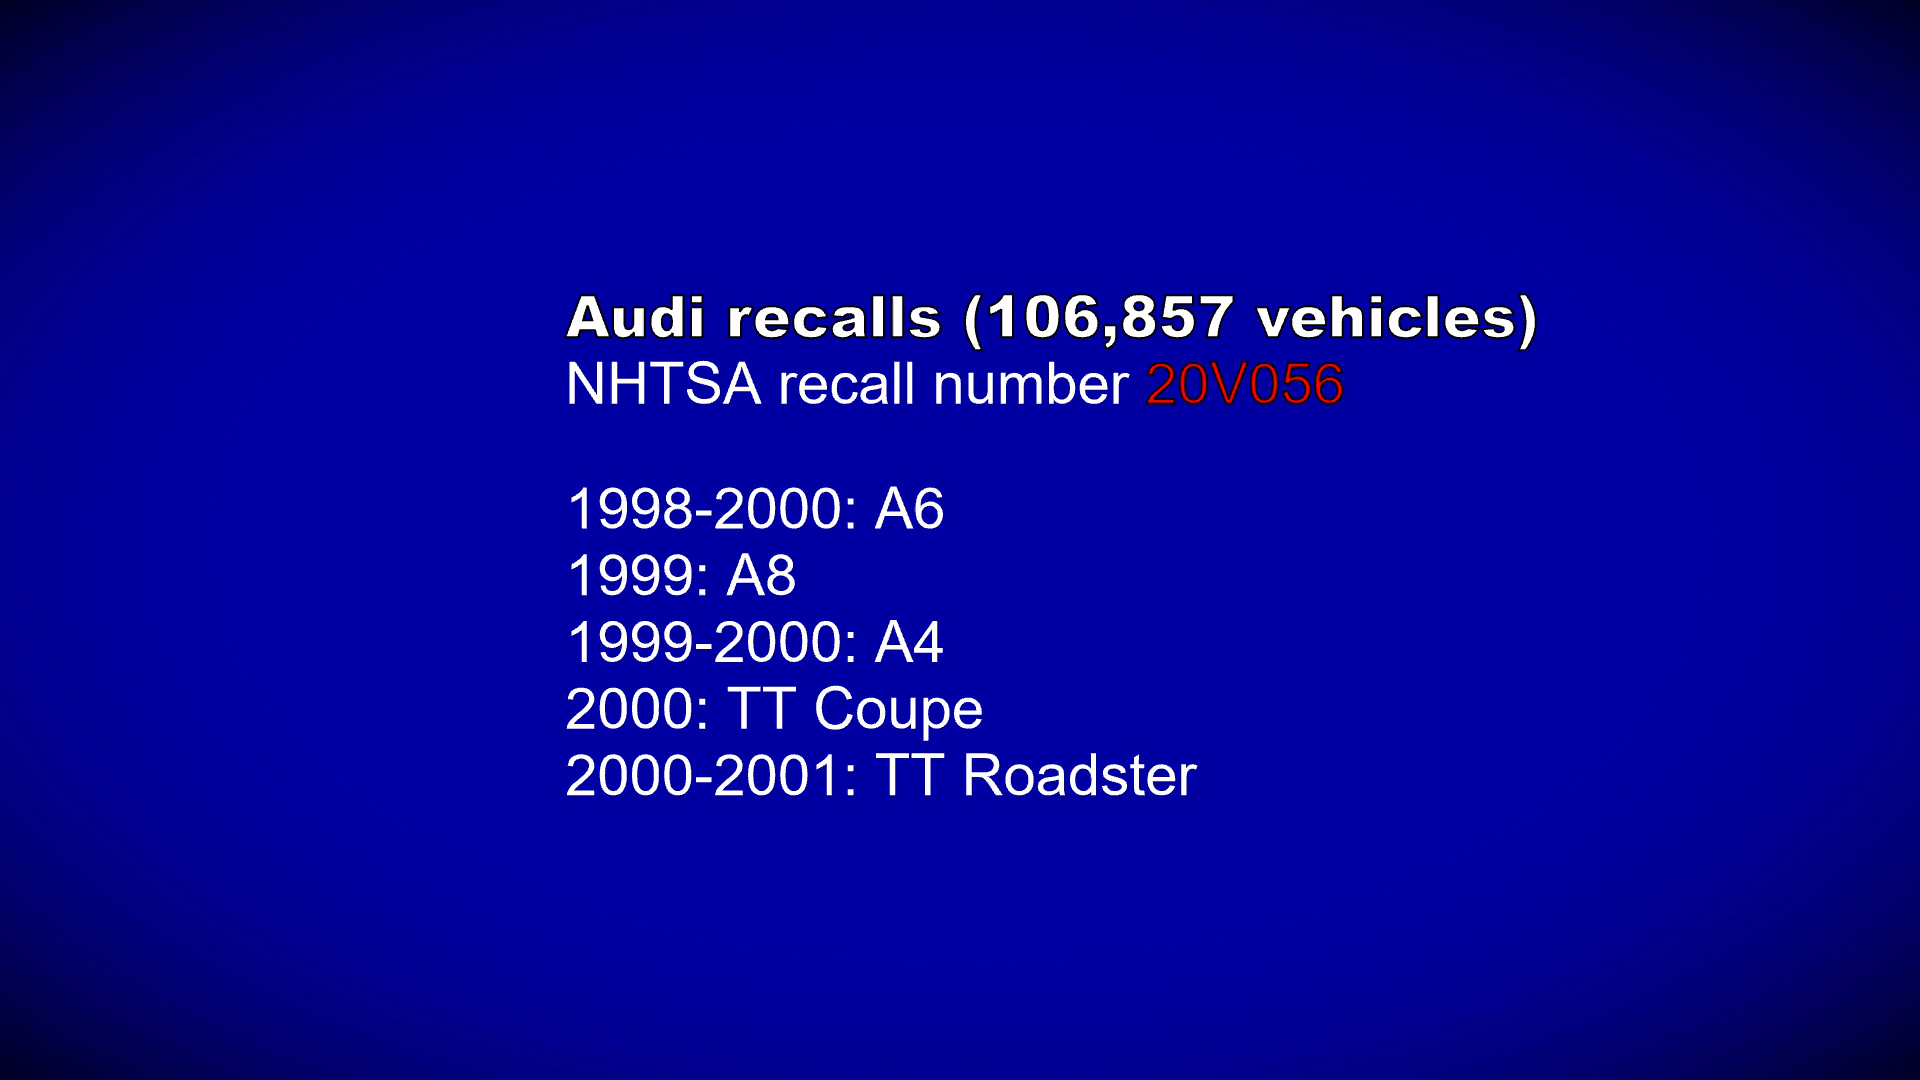 Audi recalls (106,857 vehicles)
NHTSA recall number 20V056
1998-2000: A6
1999: A8
1999-2000: A4
2000: TT Coupe
2000-2001: TT Roadster